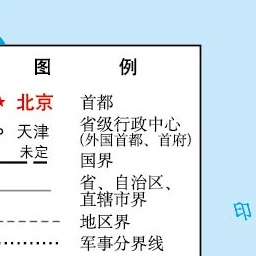 图 例
北京 首都
天津 省级行政中心
(外国首都、首府)
未定 国界
省、自治区、
直辖市界
地区界
军事分界线
印